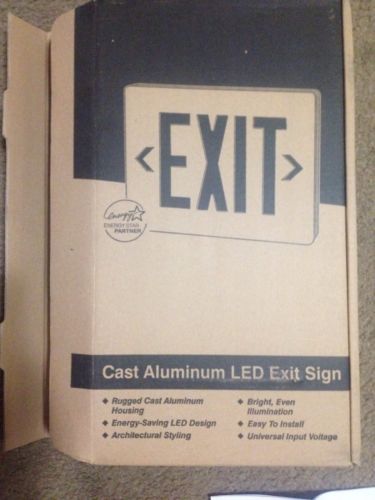 EXIT
energy
ENERGY STAR
PARTNER
Cast Aluminum LED Exit Sign
Rugged Cast Aluminum
Housing
Energy-Saving LED Design
Architectural Styling
Bright, Even
Illumination
Easy To Install
Universal Input Voltage